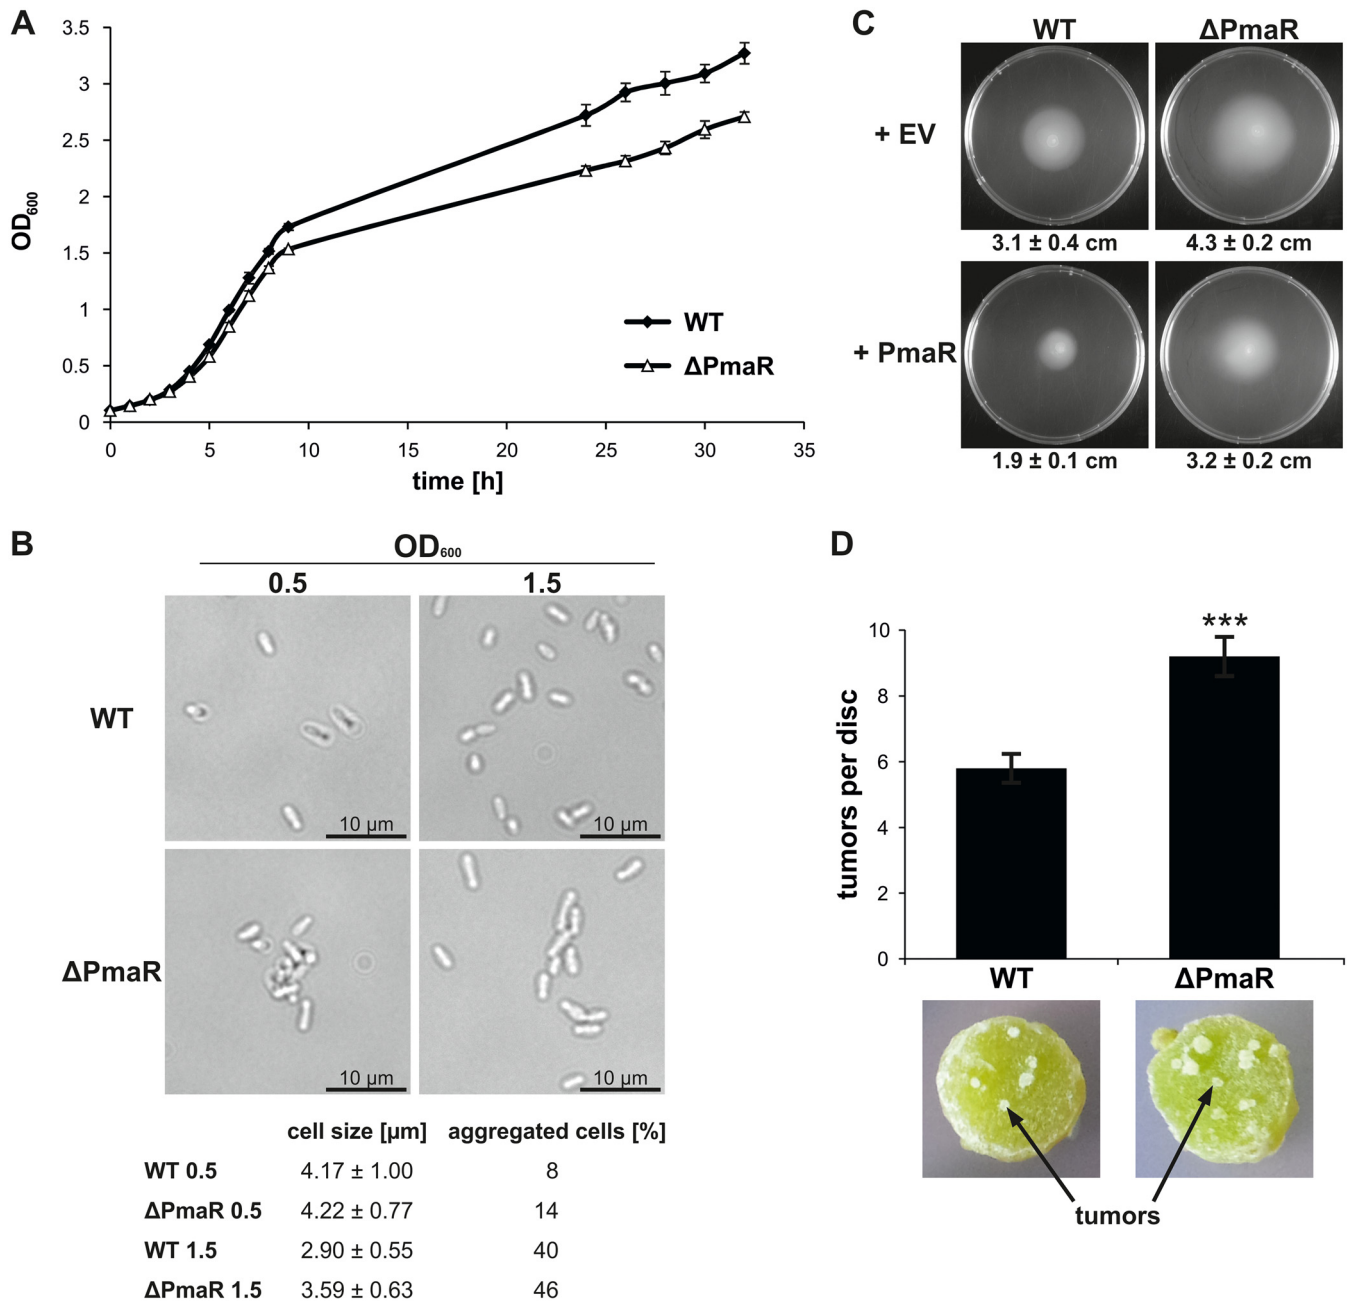 A
3.5
3
2.5
2
1.5
1
0.5
0
OD600
0 5 10 15 20 25 30 35
time [h]
WT
ΔPmaR
C
WT ΔPmaR
+ EV
3.1 ± 0.4 cm 4.3 ± 0.2 cm
+ PmaR
1.9 ± 0.1 cm 3.2 ± 0.2 cm
B
OD600
0.5 1.5
WT
10 µm 10 µm
ΔPmaR
10 µm 10 µm
cell size [µm] aggregated cells [%]
WT 0.5 4.17 ± 1.00 8
ΔPmaR 0.5 4.22 ± 0.77 14
WT 1.5 2.90 ± 0.55 40
ΔPmaR 1.5 3.59 ± 0.63 46
D
***
10
8
6
4
2
0
tumors per disc
WT ΔPmaR
tumors